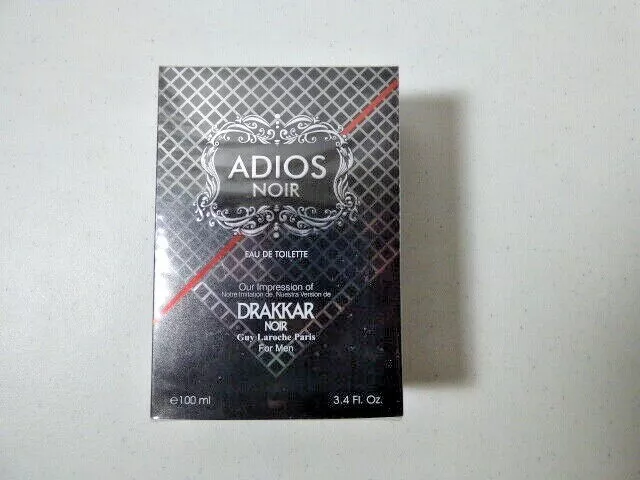 ADIOS
NOIR
EAU DE TOILETTE
Our Impression of
Notre Imitation de, Nuestra Version de
DRAKKAR
NOIR
Guy Laroche Paris
For Men
e100 ml 3.4 Fl. Oz.